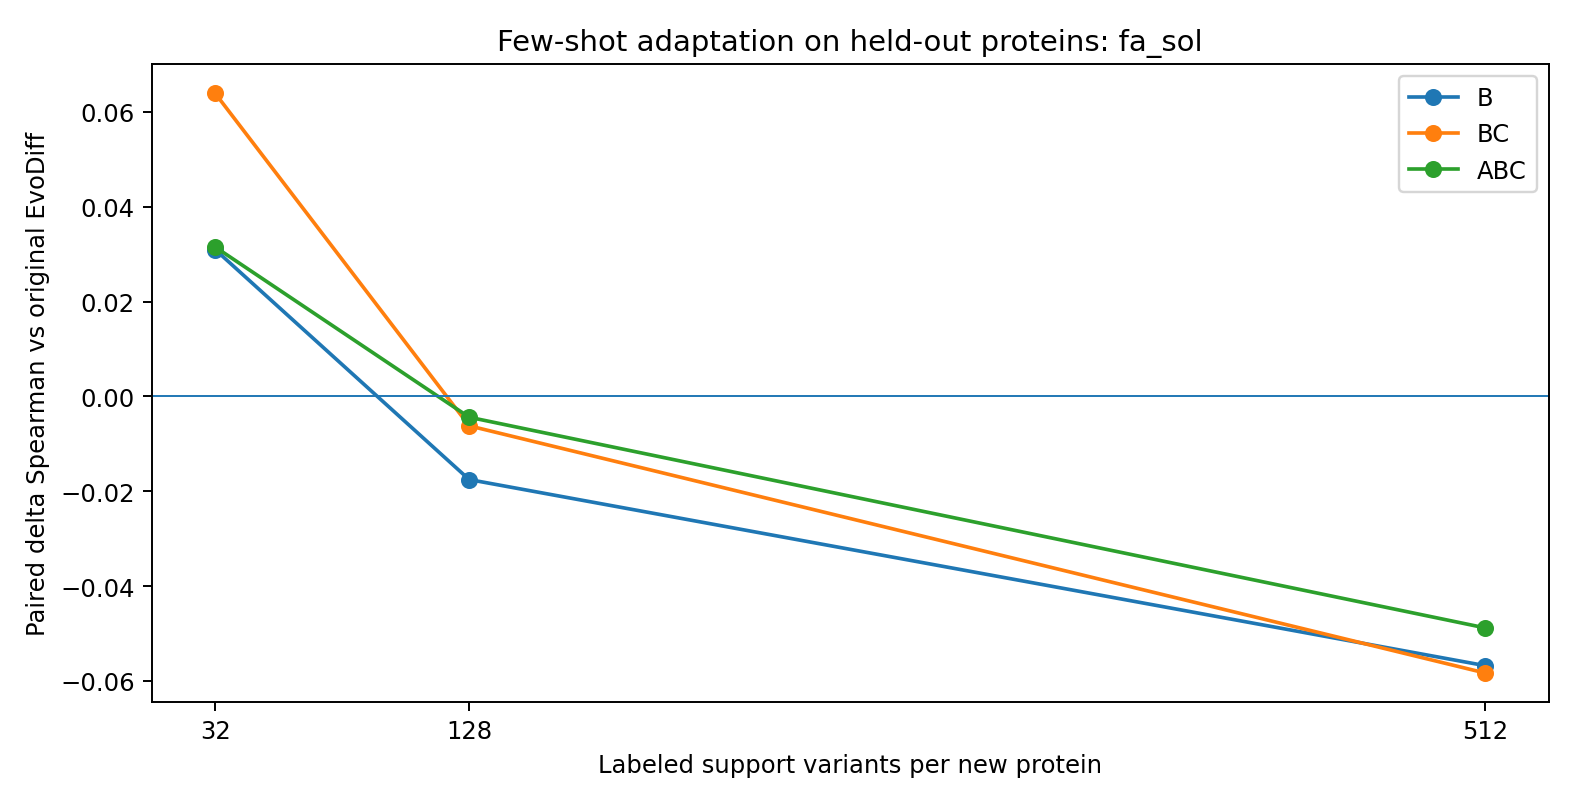 Few-shot adaptation on held-out proteins: fa_sol
Paired delta Spearman vs original EvoDiff
0.06
0.04
0.02
0.00
−0.02
−0.04
−0.06
B
BC
ABC
32
128
512
Labeled support variants per new protein